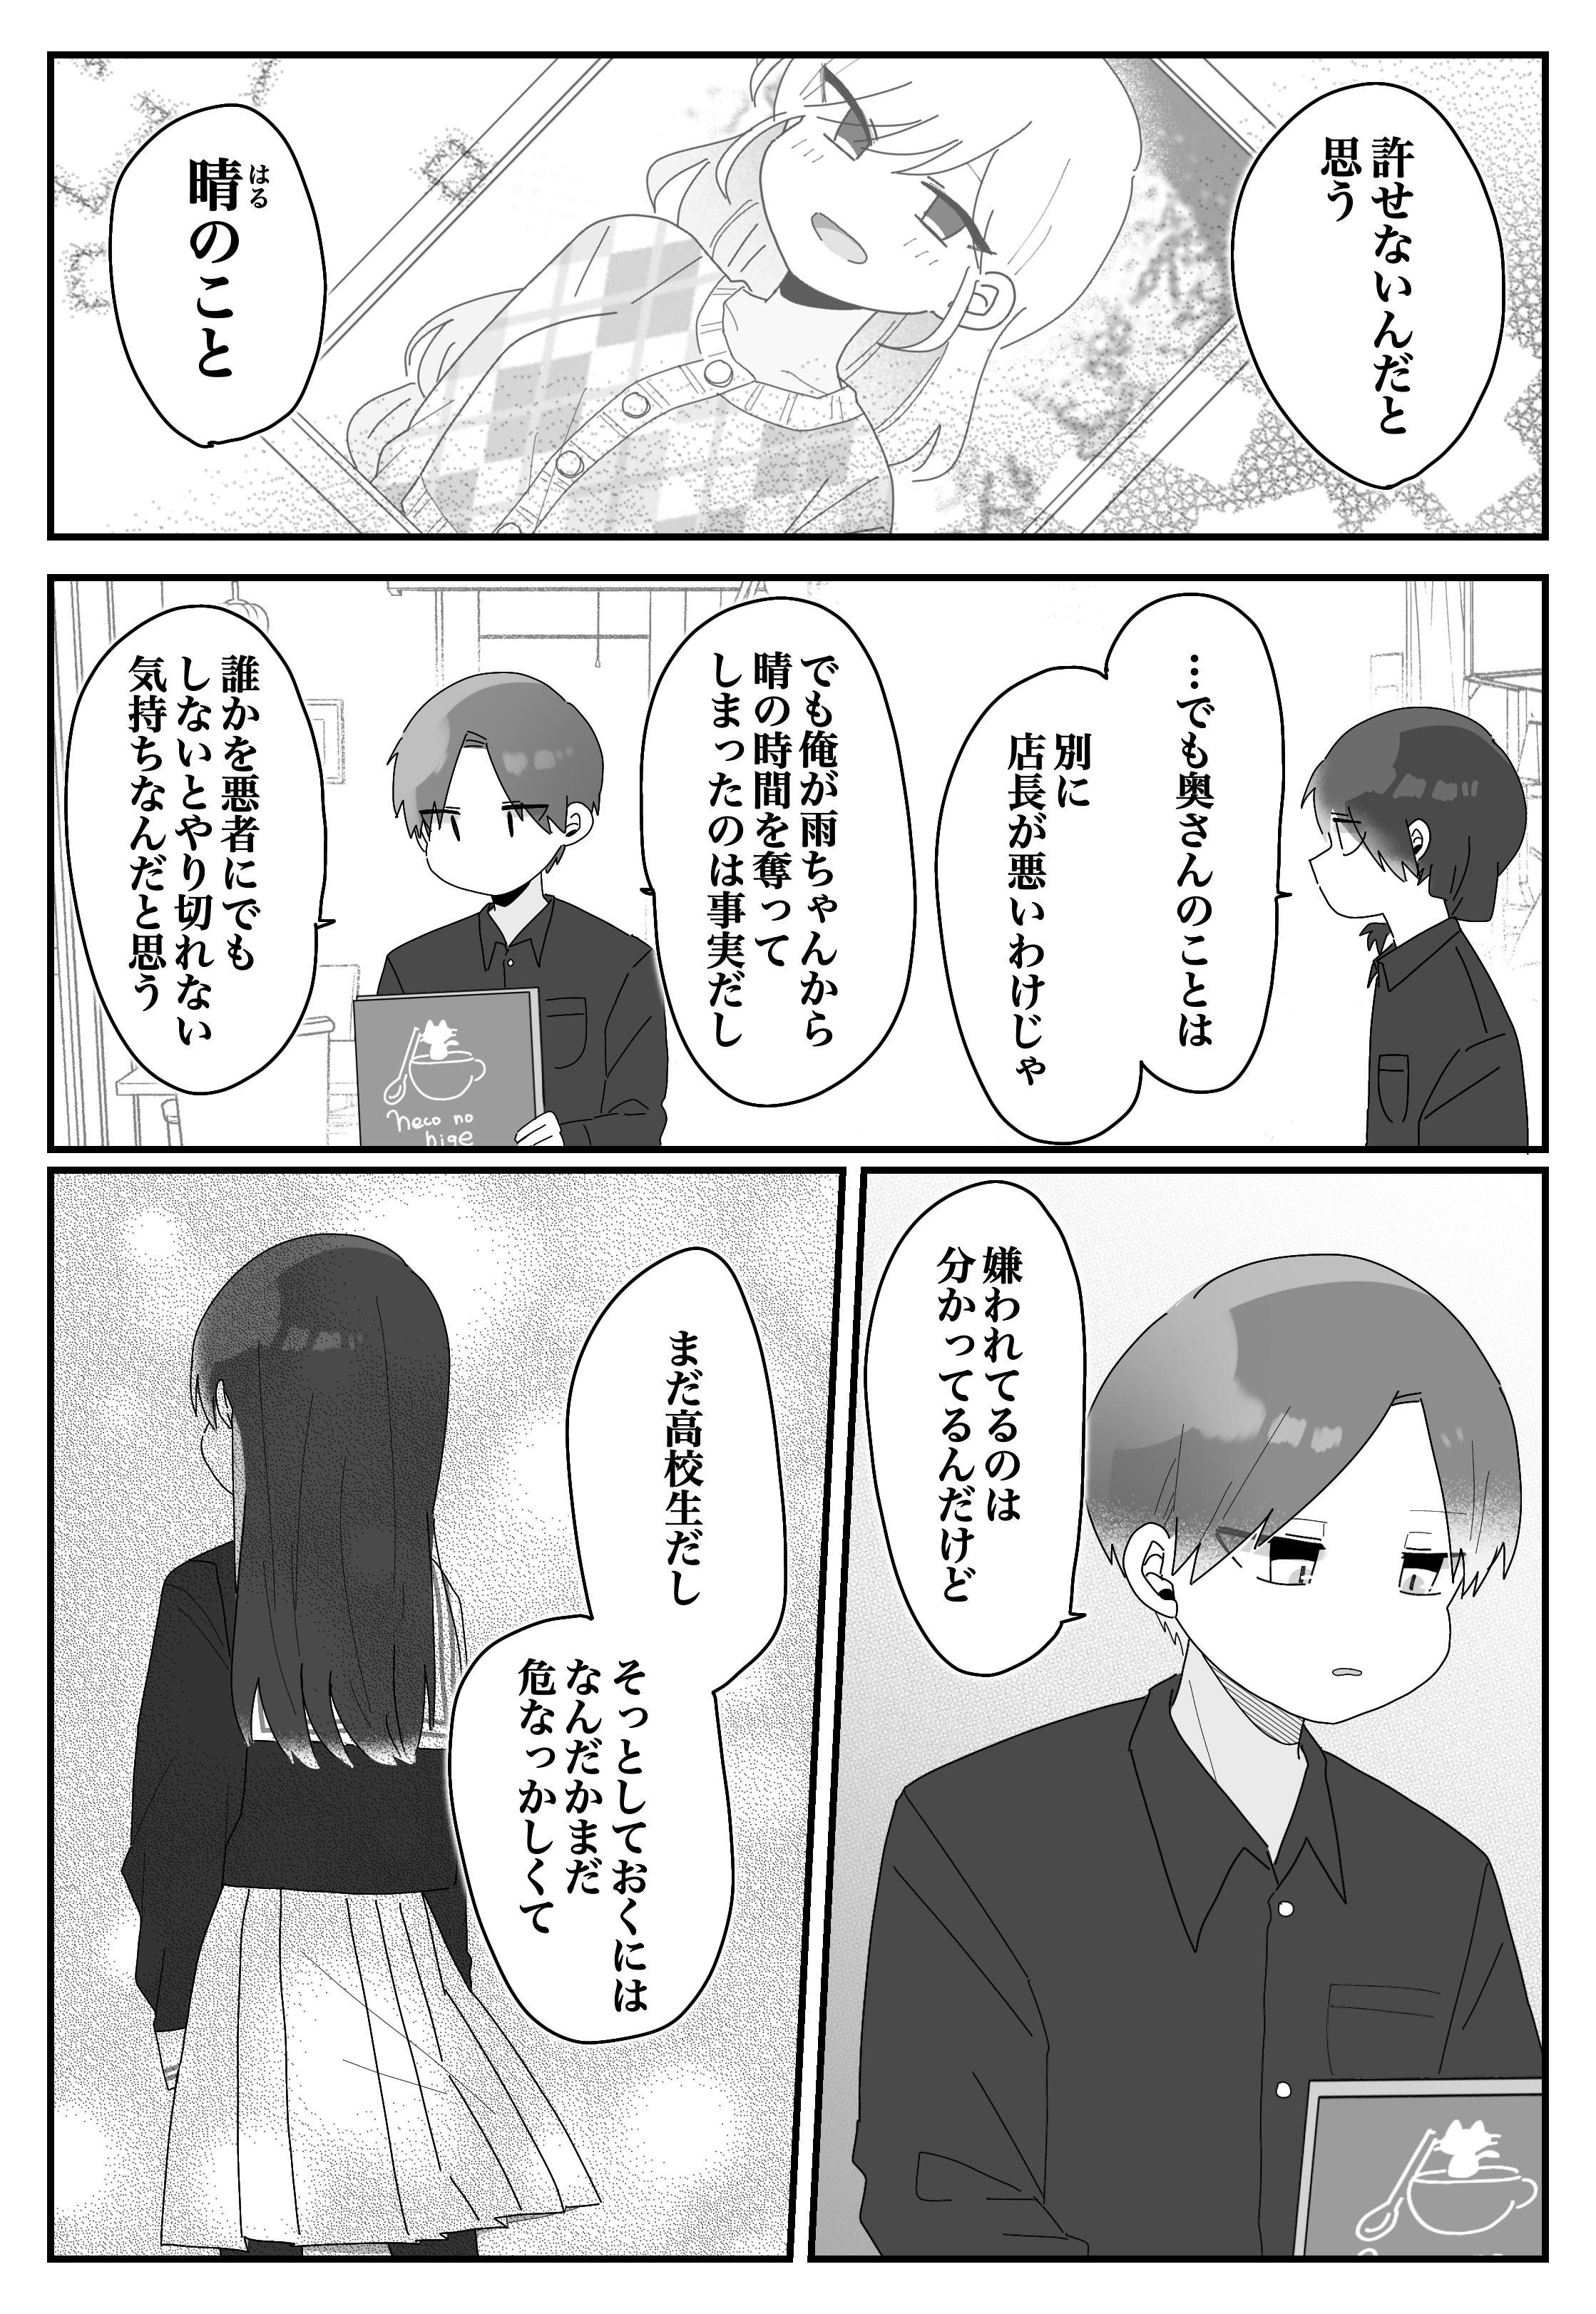 許せないんだと
思う
晴のこと
はる
…でも奥さんのことは
別に
店長が悪いわけじゃ
でも俺が雨ちゃんから
晴の時間を奪って
しまったのは事実だし
誰かを悪者にでも
しないとやり切れない
気持ちなんだと思う
neco no
hige
嫌われてるのは
分かってるんだけど
まだ高校生だし
そっとしておくには
なんだかまだ
危なっかしくて